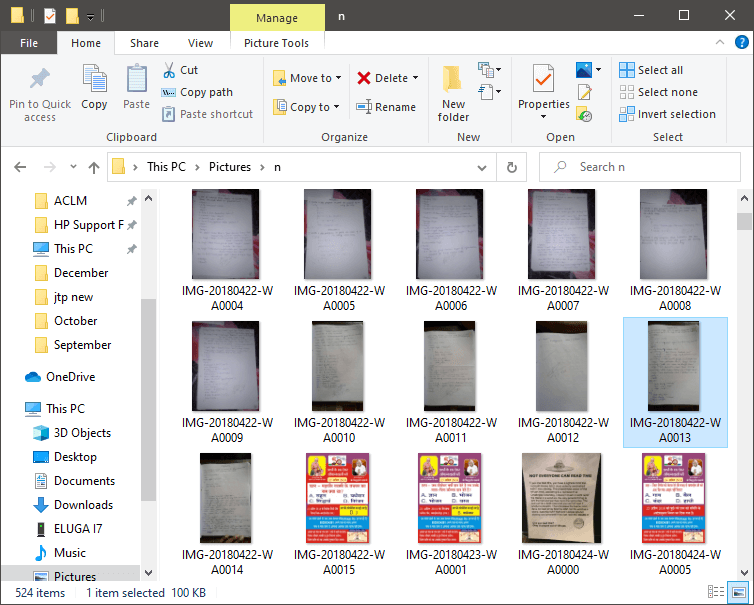 Manage
n
File
Home
Share
View
Picture Tools
Pin to Quick access
Copy
Paste
Cut
Copy path
Paste shortcut
Clipboard
Move to
Copy to
Delete
Rename
Organize
New folder
New
Properties
Open
Select all
Select none
Invert selection
Select
This PC
Pictures
n
Search n
ACLM
HP Support F
This PC
December
jtp new
October
September
OneDrive
This PC
3D Objects
Desktop
Documents
Downloads
ELUGA I7
Music
Pictures
IMG-20180422-WA0004
IMG-20180422-WA0005
IMG-20180422-WA0006
IMG-20180422-WA0007
IMG-20180422-WA0008
IMG-20180422-WA0009
IMG-20180422-WA0010
IMG-20180422-WA0011
IMG-20180422-WA0012
IMG-20180422-WA0013
NOT EVERYONE CAN READ THIS
IMG-20180422-WA0014
IMG-20180422-WA0015
IMG-20180423-WA0001
IMG-20180424-WA0000
IMG-20180424-WA0005
524 items
1 item selected
100 KB